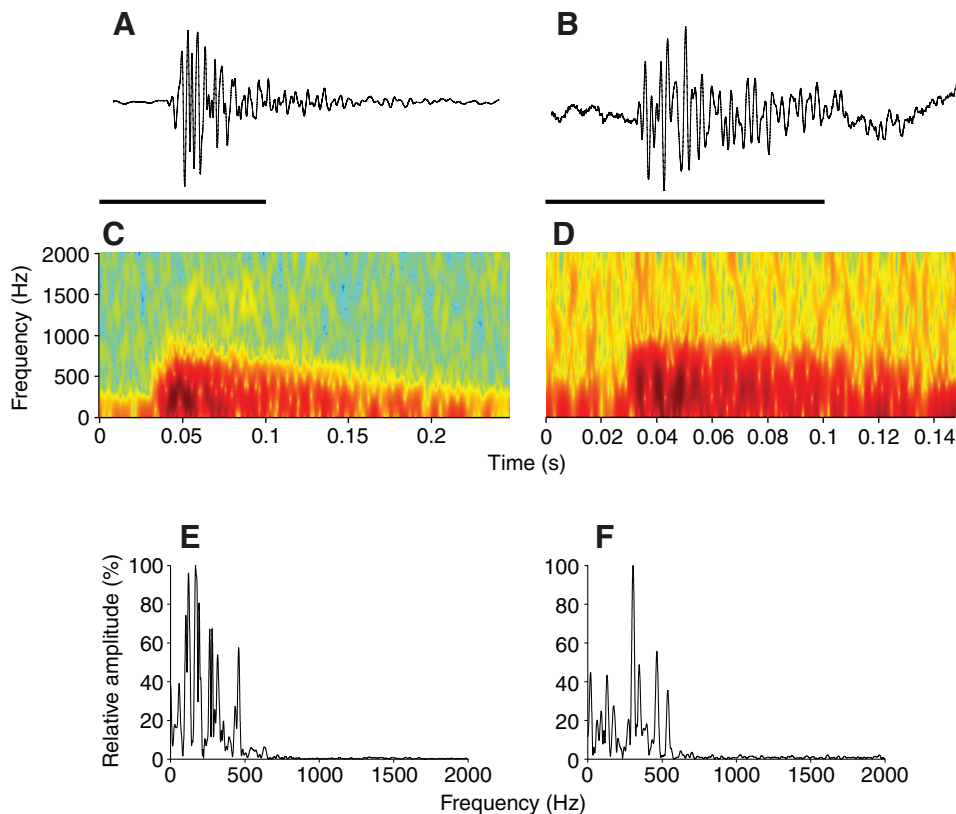 A B
C D
2000
1500
1000
500
0
Frequency (Hz)
0 0.05 0.1 0.15 0.2 0 0.02 0.04 0.06 0.08 0.1 0.12 0.14
Time (s)
E F
100 100
80 80
60 60
40 40
20 20
0 0
Relative amplitude (%)
0 500 1000 1500 2000 0 500 1000 1500 2000
Frequency (Hz)